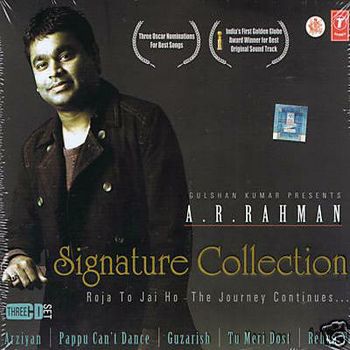 Three Oscar Nominations
For Best Songs
India's First Golden Globe
Award Winner for Best
Original Sound Track
T
GULSHAN KUMAR PRESENTS
A.R.RAHMAN
Signature Collection
Roja To Jai Ho - The Journey Continues...
THREE CD SET
Arziyan | Pappu Can't Dance | Guzarish | Tu Meri Dost |